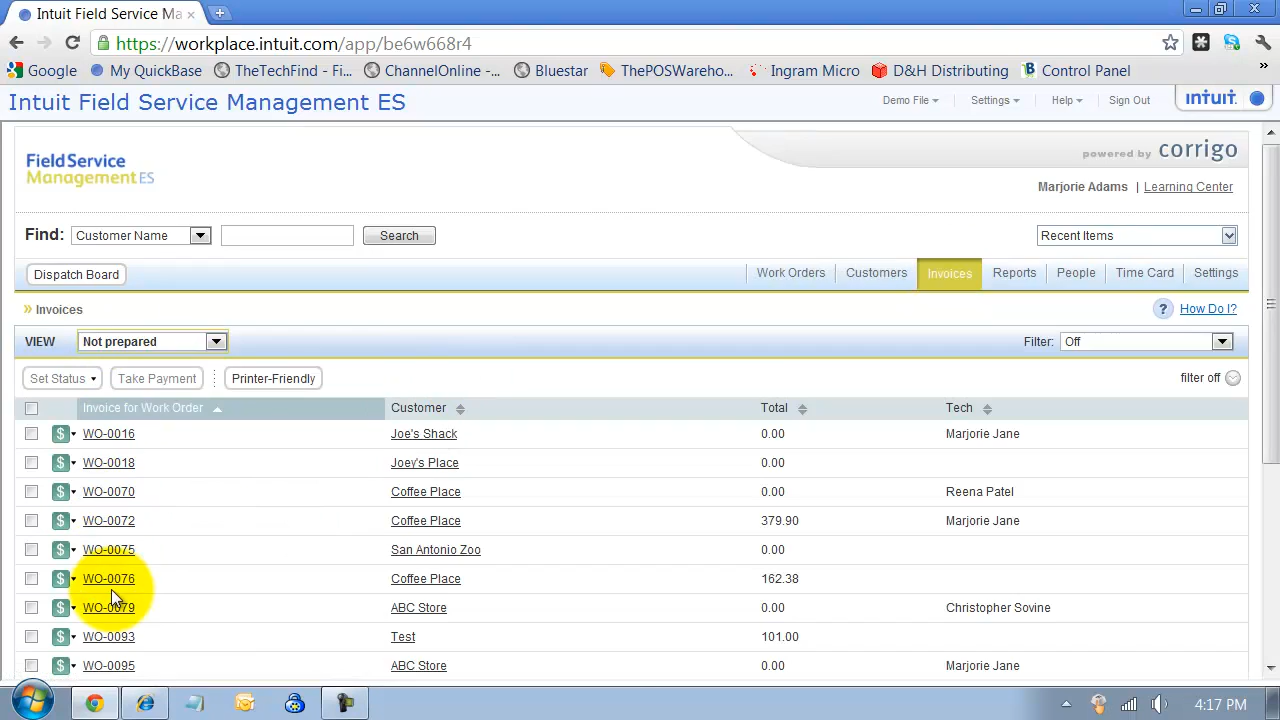 Intuit Field Service Ma
https://workplace.intuit.com/app/be6w668r4
Google My QuickBase TheTechFind - Fi... ChannelOnline -... Bluestar ThePOSWareho... Ingram Micro D&H Distributing Control Panel »
Intuit Field Service Management ES Demo File Settings Help Sign Out intuit.
FieldService
ManagementES
powered by corrigo
Marjorie Adams | Learning Center
Find: Customer Name Search Recent Items
Dispatch Board Work Orders Customers Invoices Reports People Time Card Settings
» Invoices ? How Do I?
VIEW Not prepared Filter: Off
Set Status Take Payment Printer-Friendly filter off
Invoice for Work Order Customer Total Tech
$ WO-0016 Joe's Shack 0.00 Marjorie Jane
$ WO-0018 Joey's Place 0.00
$ WO-0070 Coffee Place 0.00 Reena Patel
$ WO-0072 Coffee Place 379.90 Marjorie Jane
$ WO-0075 San Antonio Zoo 0.00
$ WO-0076 Coffee Place 162.38
$ WO-0079 ABC Store 0.00 Christopher Sovine
$ WO-0093 Test 101.00
$ WO-0095 ABC Store 0.00 Marjorie Jane
4:17 PM